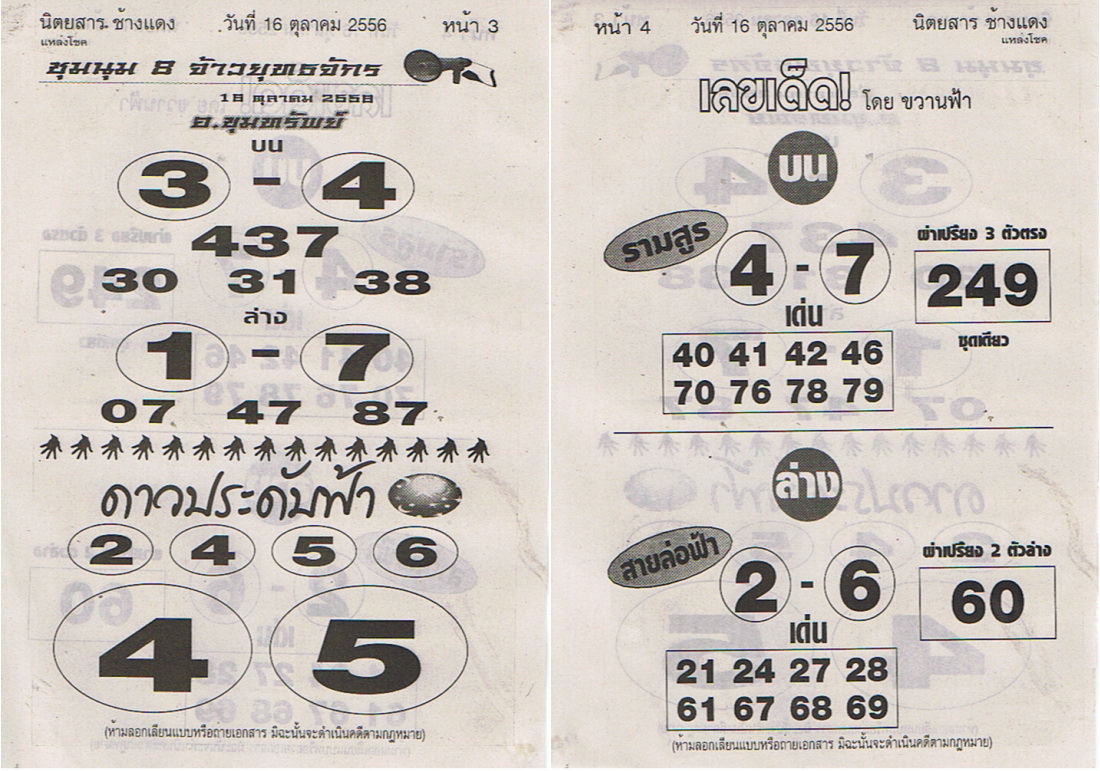 นิตยสาร ช้างแดง วันที่ 16 ตุลาคม 2556 หน้า 3
แหล่งโชค
ชุมนุม 8 จ้าวยุทธจักร
16 ตุลาคม 2556
อ.ขุมทรัพย์
บน
3 - 4
437
30 31 38
ล่าง
1 - 7
07 47 87
ดาวประดับฟ้า
2 4 5 6
4 5
(ห้ามลอกเลียนแบบหรือถ่ายเอกสาร มิฉะนั้นจะดำเนินคดีตามกฎหมาย)
หน้า 4 วันที่ 16 ตุลาคม 2556 นิตยสาร ช้างแดง
แหล่งโชค
เลขเด็ด! โดย ขวานฟ้า
บน
รามสูร
4 - 7
ผ่าเปรียง 3 ตัวตรง
249
ชุดเดียว
เด่น
40 41 42 46
70 76 78 79
ล่าง
สายล่อฟ้า
2 - 6
ผ่าเปรียง 2 ตัวล่าง
60
เด่น
21 24 27 28
61 67 68 69
(ห้ามลอกเลียนแบบหรือถ่ายเอกสาร มิฉะนั้นจะดำเนินคดีตามกฎหมาย)